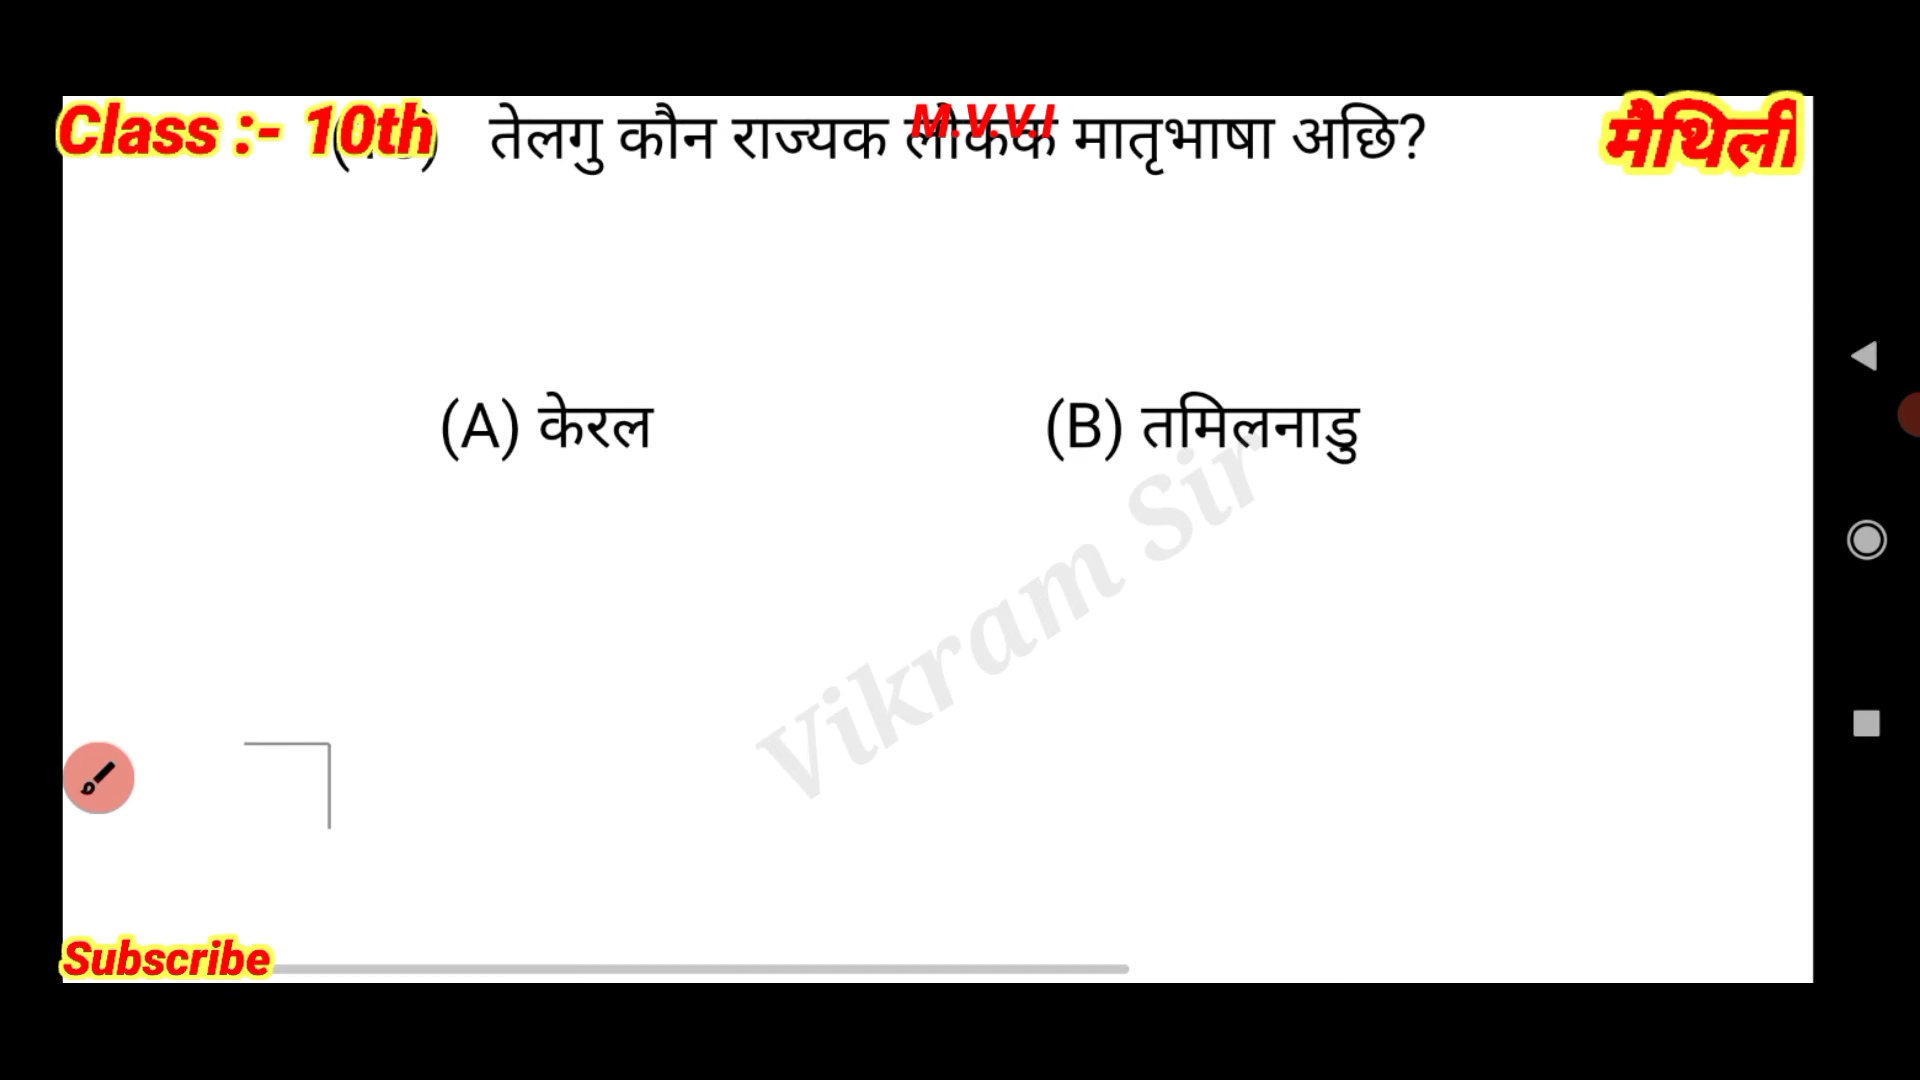 Class :- 10th
तेलगु कौन राज्यक लोकक मातृभाषा अछि?
M.V.V.I
मैथिली
(A) केरल
(B) तमिलनाडु
Vikram Sir
Subscribe